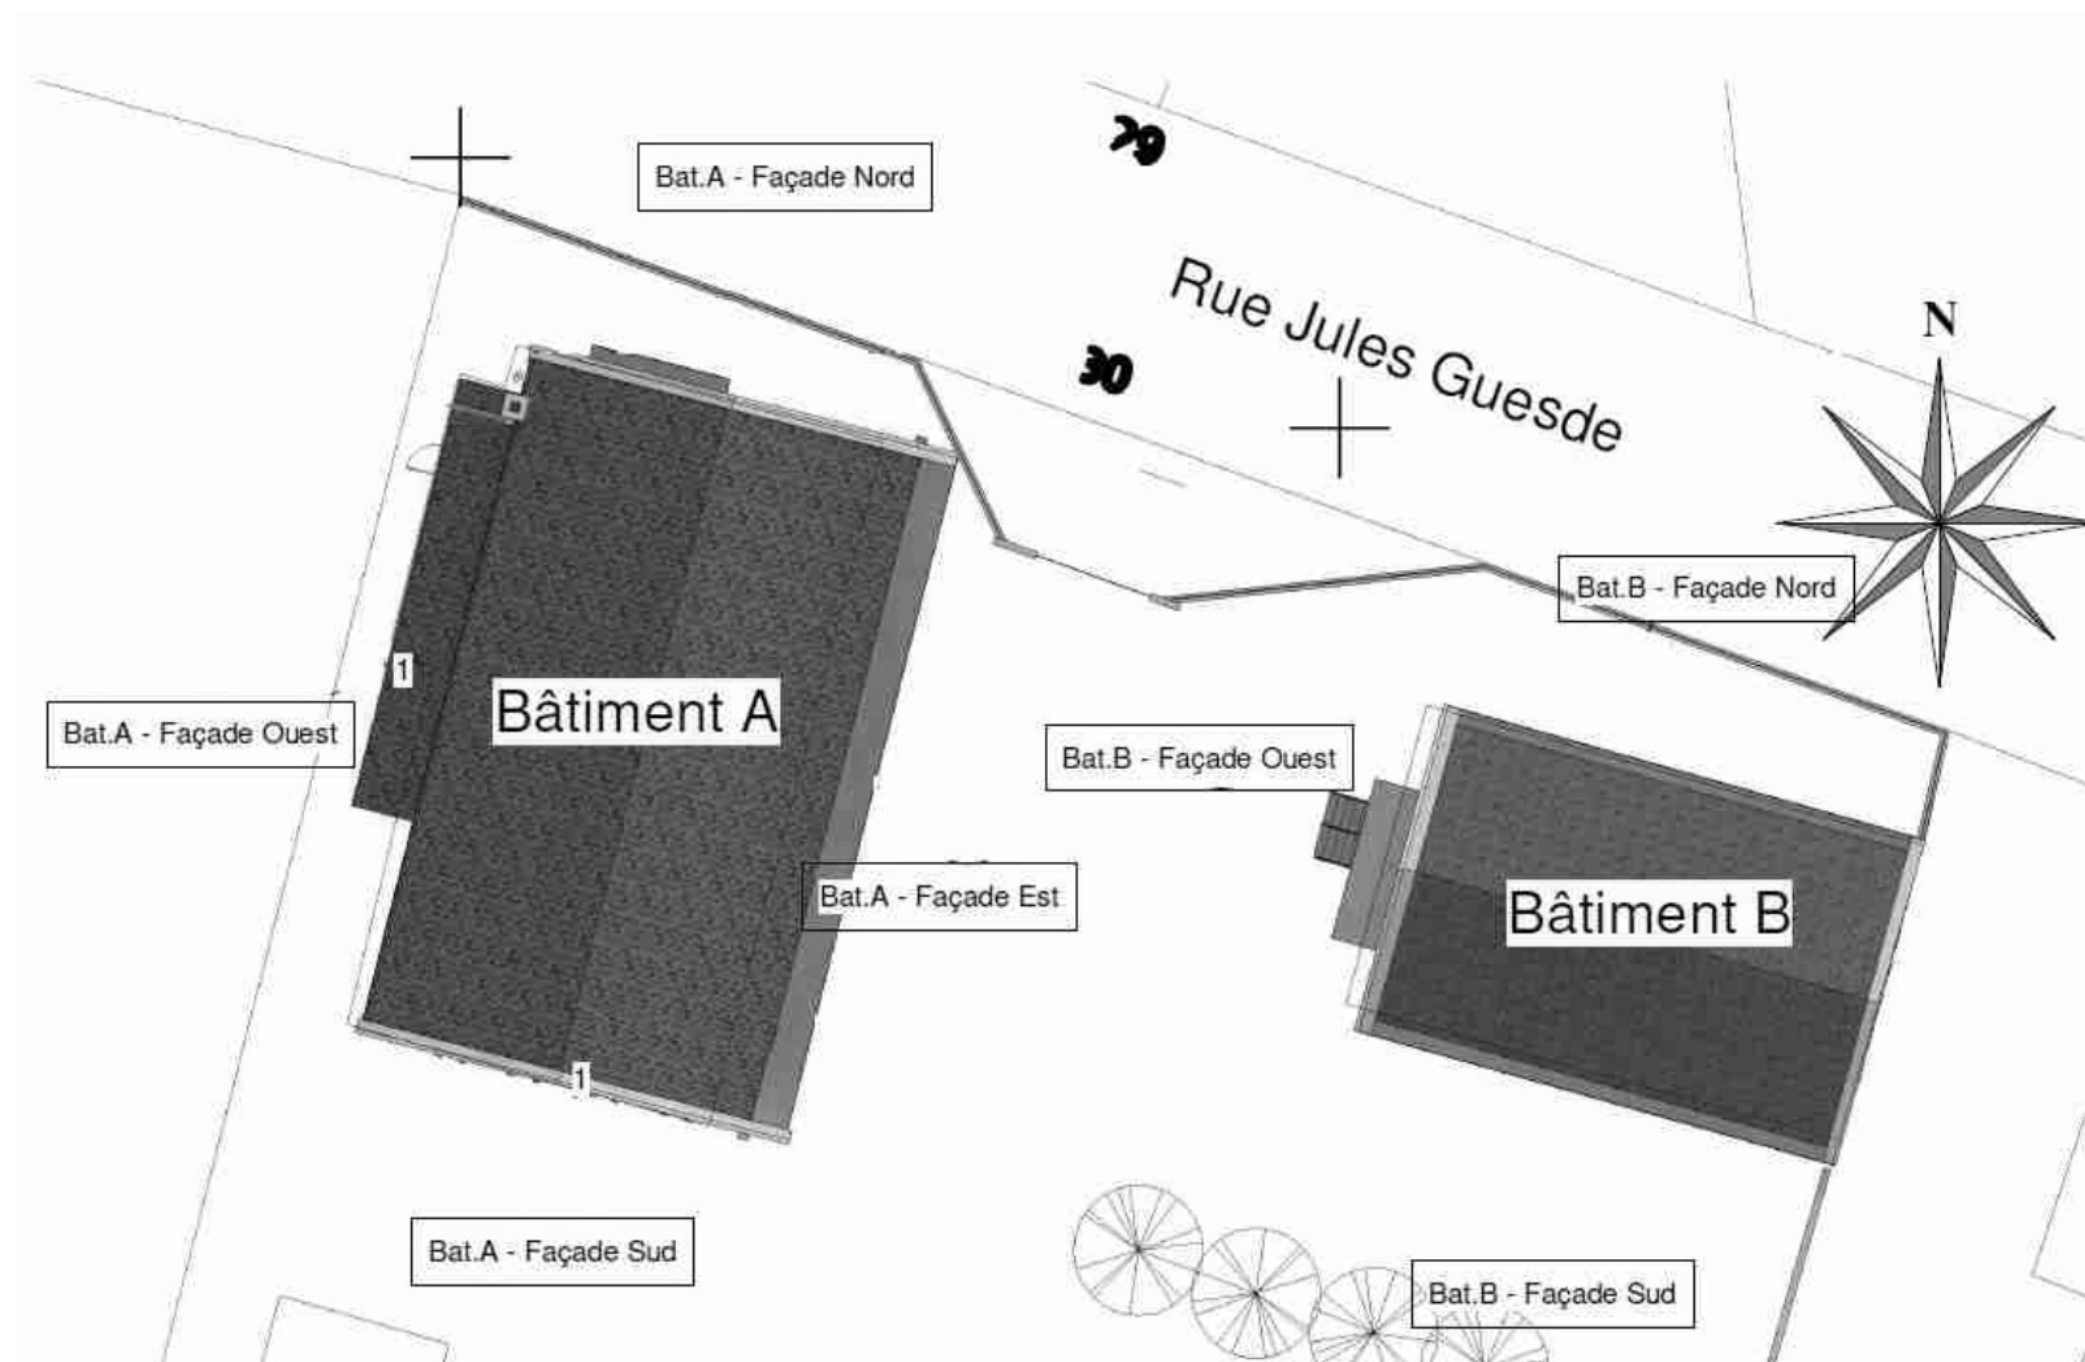 29
Bat.A - Façade Nord
Rue Jules Guesde
N
30
Bat.B - Façade Nord
1
Bâtiment A
Bat.A - Façade Ouest
Bat.B - Façade Ouest
Bat.A - Façade Est
Bâtiment B
1
Bat.A - Façade Sud
Bat.B - Façade Sud